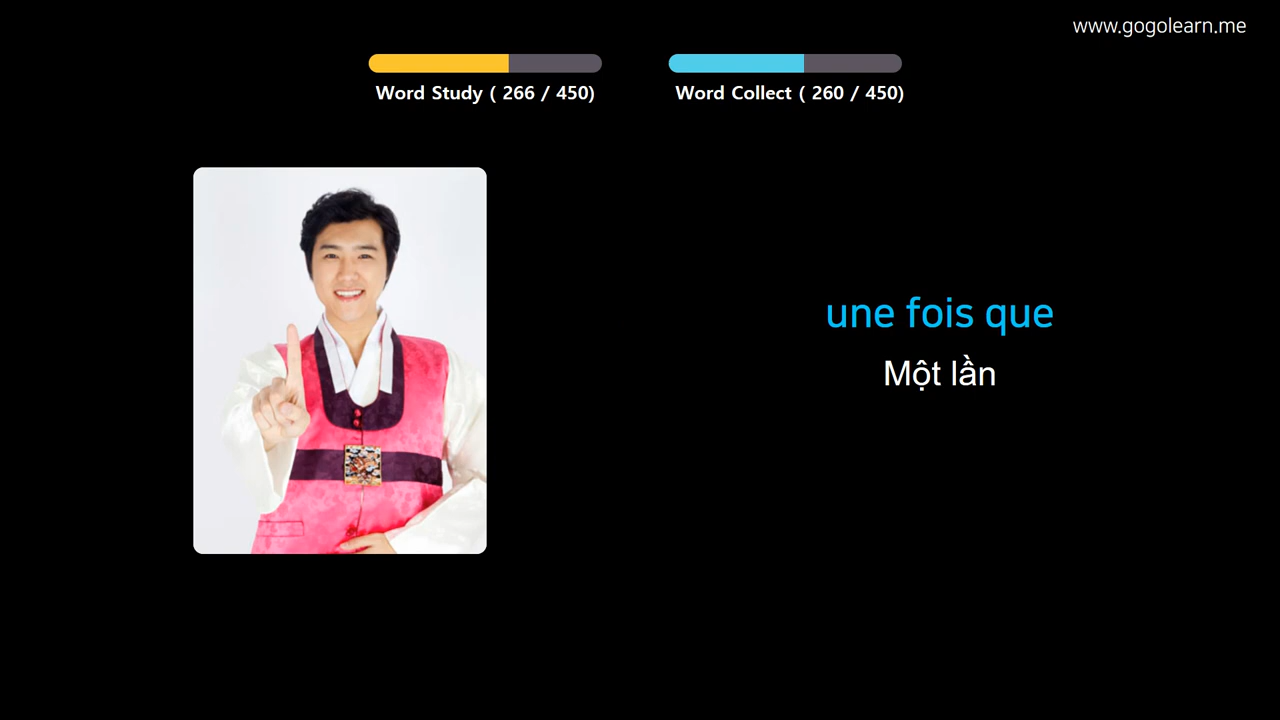 www.gogolearn.me
Word Study ( 266 / 450)
Word Collect ( 260 / 450)
une fois que
Một lần